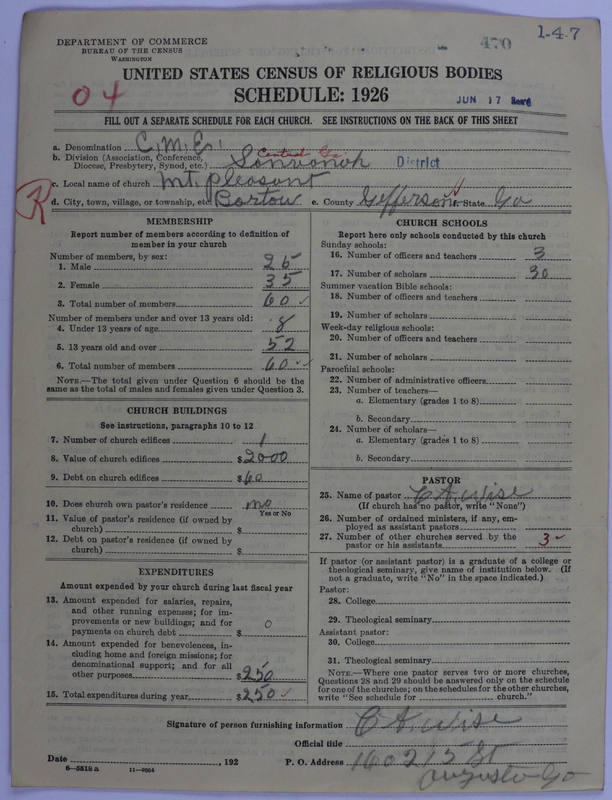 1-4-7
470
DEPARTMENT OF COMMERCE
BUREAU OF THE CENSUS
WASHINGTON
UNITED STATES CENSUS OF RELIGIOUS BODIES
SCHEDULE: 1926
04
JUN 17 Rec'd
FILL OUT A SEPARATE SCHEDULE FOR EACH CHURCH. SEE INSTRUCTIONS ON THE BACK OF THIS SHEET
a. Denomination C.M.E.
b. Division (Association, Conference, Diocese, Presbytery, Synod, etc.) Central Ga Savannah District
c. Local name of church Mt Pleasant
R
d. City, town, village, or township, etc. Bartow e. County Jefferson f. State Ga
MEMBERSHIP
Report number of members according to definition of
member in your church
Number of members, by sex:
1. Male 25
2. Female 35
3. Total number of members 60
Number of members under and over 13 years old:
4. Under 13 years of age 8
5. 13 years old and over 52
6. Total number of members 60
NOTE.—The total given under Question 6 should be the
same as the total of males and females given under Question 3.
CHURCH BUILDINGS
See instructions, paragraphs 10 to 12
7. Number of church edifices 1
8. Value of church edifices $2000
9. Debt on church edifices $60
10. Does church own pastor's residence no
Yes or No
11. Value of pastor's residence (if owned by
church) $
12. Debt on pastor's residence (if owned by
church) $
EXPENDITURES
Amount expended by your church during last fiscal year
13. Amount expended for salaries, repairs,
and other running expenses; for im-
provements or new buildings; and for
payments on church debt $ 0
14. Amount expended for benevolences, in-
cluding home and foreign missions; for
denominational support; and for all
other purposes $250
15. Total expenditures during year $250
CHURCH SCHOOLS
Report here only schools conducted by this church
Sunday schools:
16. Number of officers and teachers 3
17. Number of scholars 30
Summer vacation Bible schools:
18. Number of officers and teachers
19. Number of scholars
Week-day religious schools:
20. Number of officers and teachers
21. Number of scholars
Parochial schools:
22. Number of administrative officers
23. Number of teachers—
a. Elementary (grades 1 to 8)
b. Secondary
24. Number of scholars—
a. Elementary (grades 1 to 8)
b. Secondary
PASTOR
25. Name of pastor C A. Wise
(If church has no pastor, write "None")
26. Number of ordained ministers, if any, em-
ployed as assistant pastors
27. Number of other churches served by the
pastor or his assistants 3
If pastor (or assistant pastor) is a graduate of a college or
theological seminary, give name of institution below. (If
not a graduate, write "No" in the space indicated.)
Pastor:
28. College
29. Theological seminary
Assistant pastor:
30. College
31. Theological seminary
NOTE.—Where one pastor serves two or more churches,
Questions 28 and 29 should be answered only on the schedule
for one of the churches; on the schedules for the other churches,
write "See schedule for church."
Signature of person furnishing information C A. Wise
Official title
Date , 192 P. O. Address 1602 15 St
Augusta Ga
8—5518a 11—9064